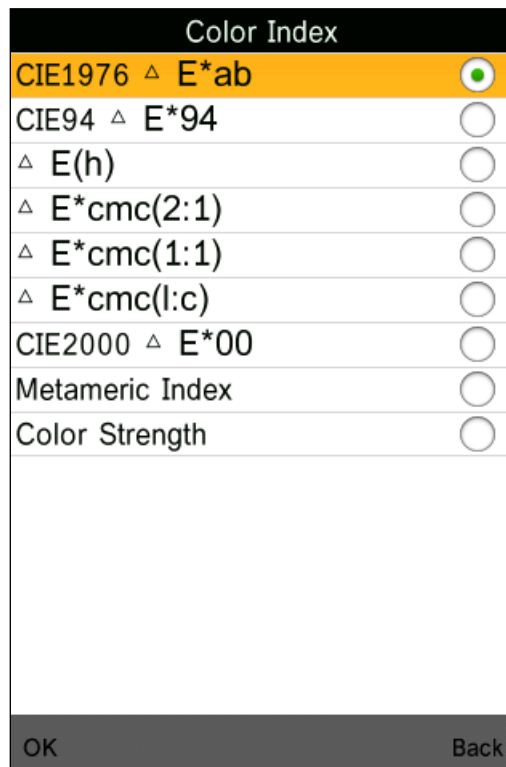 Color Index
CIE1976 △ E*ab
CIE94 △ E*94
△ E(h)
△ E*cmc(2:1)
△ E*cmc(1:1)
△ E*cmc(l:c)
CIE2000 △ E*00
Metameric Index
Color Strength
OK Back